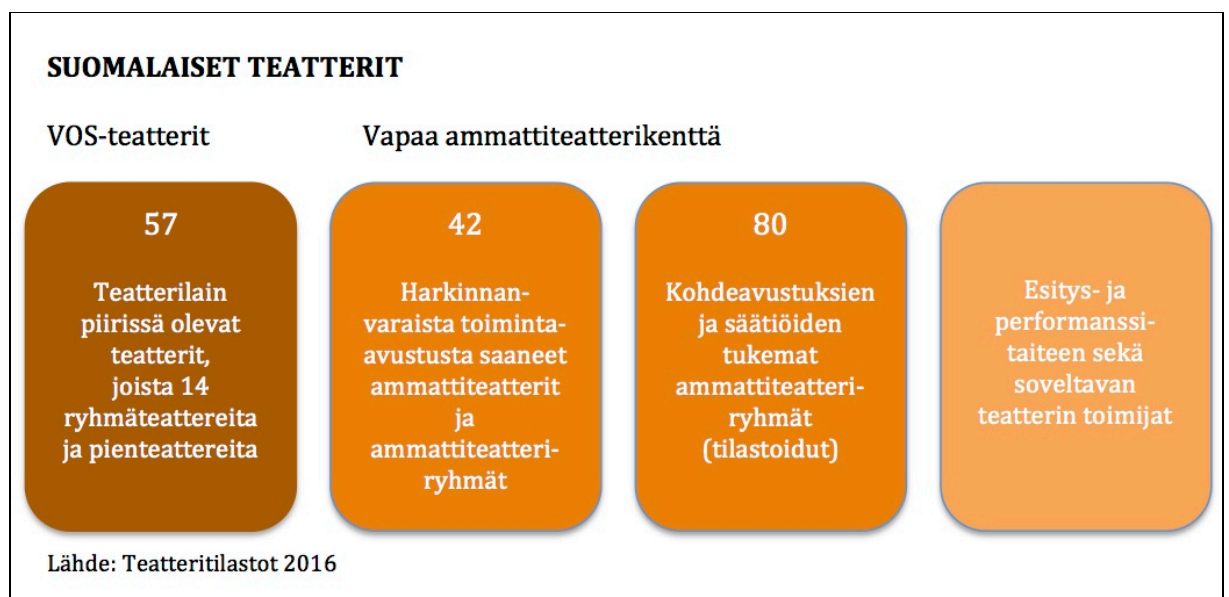 SUOMALAISET TEATTERIT
VOS-teatterit
Vapaa ammattiteatterikenttä
57
Teatterilain
piirissä olevat
teatterit,
joista 14
ryhmäteattereita
ja pienteattereita
42
Harkinnan-
varaista toiminta-
avustusta saaneet
ammattiteatterit
ja
ammattiteatteri-
ryhmät
80
Kohdeavustuksien
ja säätiöiden
tukemat
ammattiteatteri-
ryhmät
(tilastoidut)
Esitys- ja
performanssi-
taiteen sekä
soveltavan
teatterin toimijat
Lähde: Teatteritilastot 2016